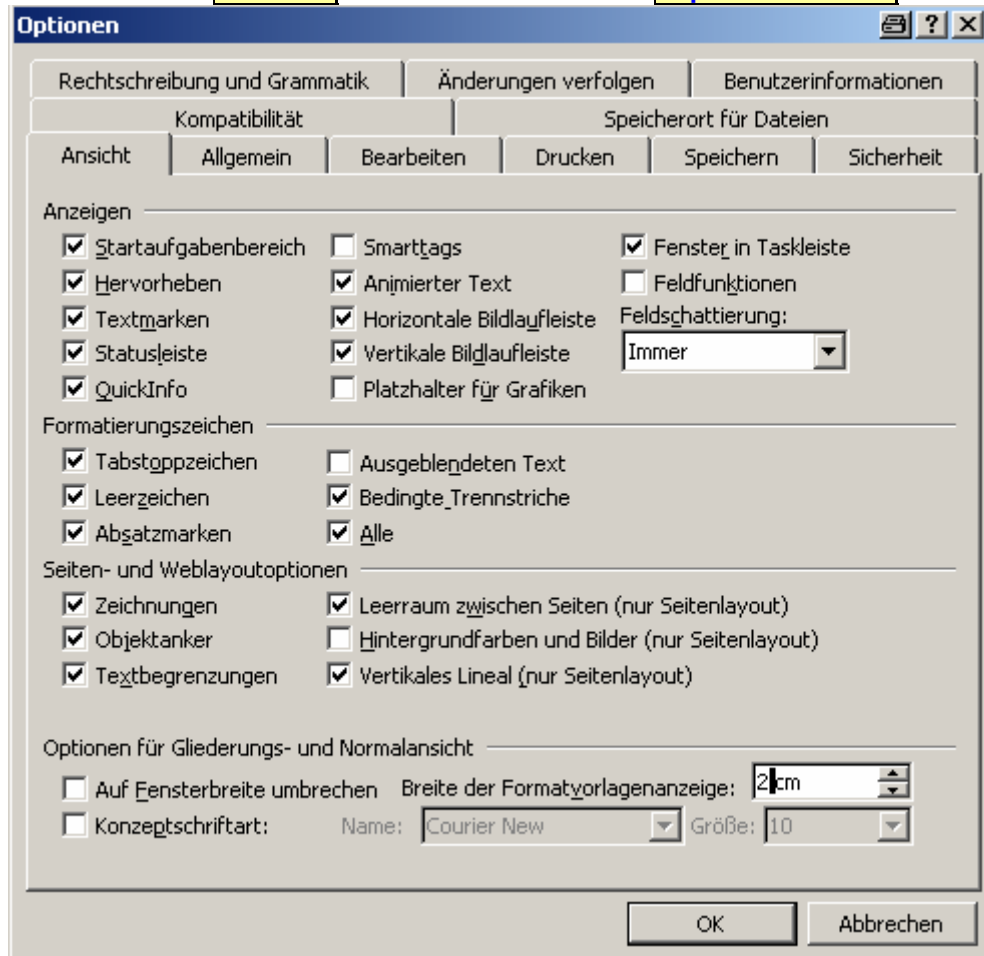 Optionen
Rechtschreibung und Grammatik Änderungen verfolgen Benutzerinformationen
Kompatibilität Speicherort für Dateien
Ansicht Allgemein Bearbeiten Drucken Speichern Sicherheit
Anzeigen
Startaufgabenbereich Smarttags Fenster in Taskleiste
Hervorheben Animierter Text Feldfunktionen
Textmarken Horizontale Bildlaufleiste Feldschattierung:
Statusleiste Vertikale Bildlaufleiste Immer
QuickInfo Platzhalter für Grafiken
Formatierungszeichen
Tabstoppzeichen Ausgeblendeten Text
Leerzeichen Bedingte Trennstriche
Absatzmarken Alle
Seiten- und Weblayoutoptionen
Zeichnungen Leerraum zwischen Seiten (nur Seitenlayout)
Objektanker Hintergrundfarben und Bilder (nur Seitenlayout)
Textbegrenzungen Vertikales Lineal (nur Seitenlayout)
Optionen für Gliederungs- und Normalansicht
Auf Fensterbreite umbrechen Breite der Formatvorlagenanzeige: 2 cm
Konzeptschriftart: Name: Courier New Größe: 10
OK Abbrechen